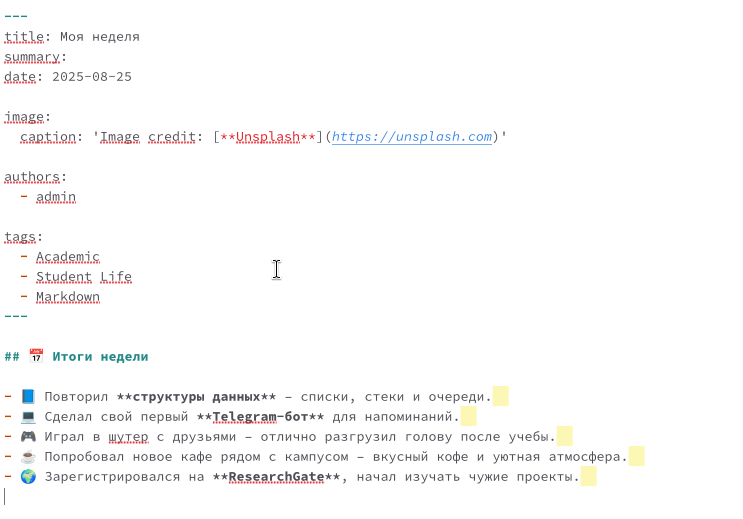 ---
title: Моя неделя
summary:
date: 2025-08-25

image:
  caption: 'Image credit: [**Unsplash**](https://unsplash.com)'

authors:
  - admin

tags:
  - Academic
  - Student Life
  - Markdown
---

## 📅 Итоги недели

- 📘 Повторил **структуры данных** – списки, стеки и очереди.
- 💻 Сделал свой первый **Telegram-бот** для напоминаний.
- 🎮 Играл в шутер с друзьями – отлично разгрузил голову после учебы.
- ☕ Попробовал новое кафе рядом с кампусом – вкусный кофе и уютная атмосфера.
- 🌍 Зарегистрировался на **ResearchGate**, начал изучать чужие проекты.